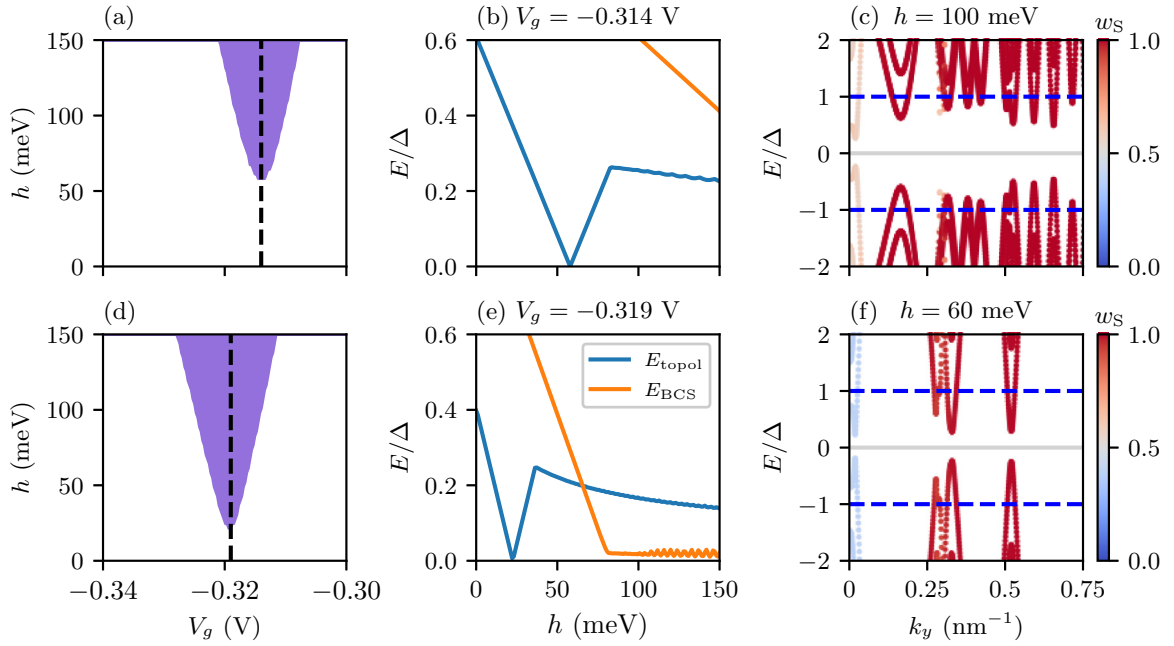 (a)
150
100
50
0
h (meV)
(b) V_g = −0.314 V
0.6
0.4
0.2
0.0
E/Δ
(c) h = 100 meV
2
1
0
−1
−2
E/Δ
w_S
1.0
0.5
0.0
(d)
150
100
50
0
h (meV)
−0.34 −0.32 −0.30
V_g (V)
(e) V_g = −0.319 V
0.6
0.4
0.2
0.0
E/Δ
E_topol
E_BCS
0 50 100 150
h (meV)
(f) h = 60 meV
2
1
0
−1
−2
E/Δ
0 0.25 0.5 0.75
k_y (nm⁻¹)
w_S
1.0
0.5
0.0